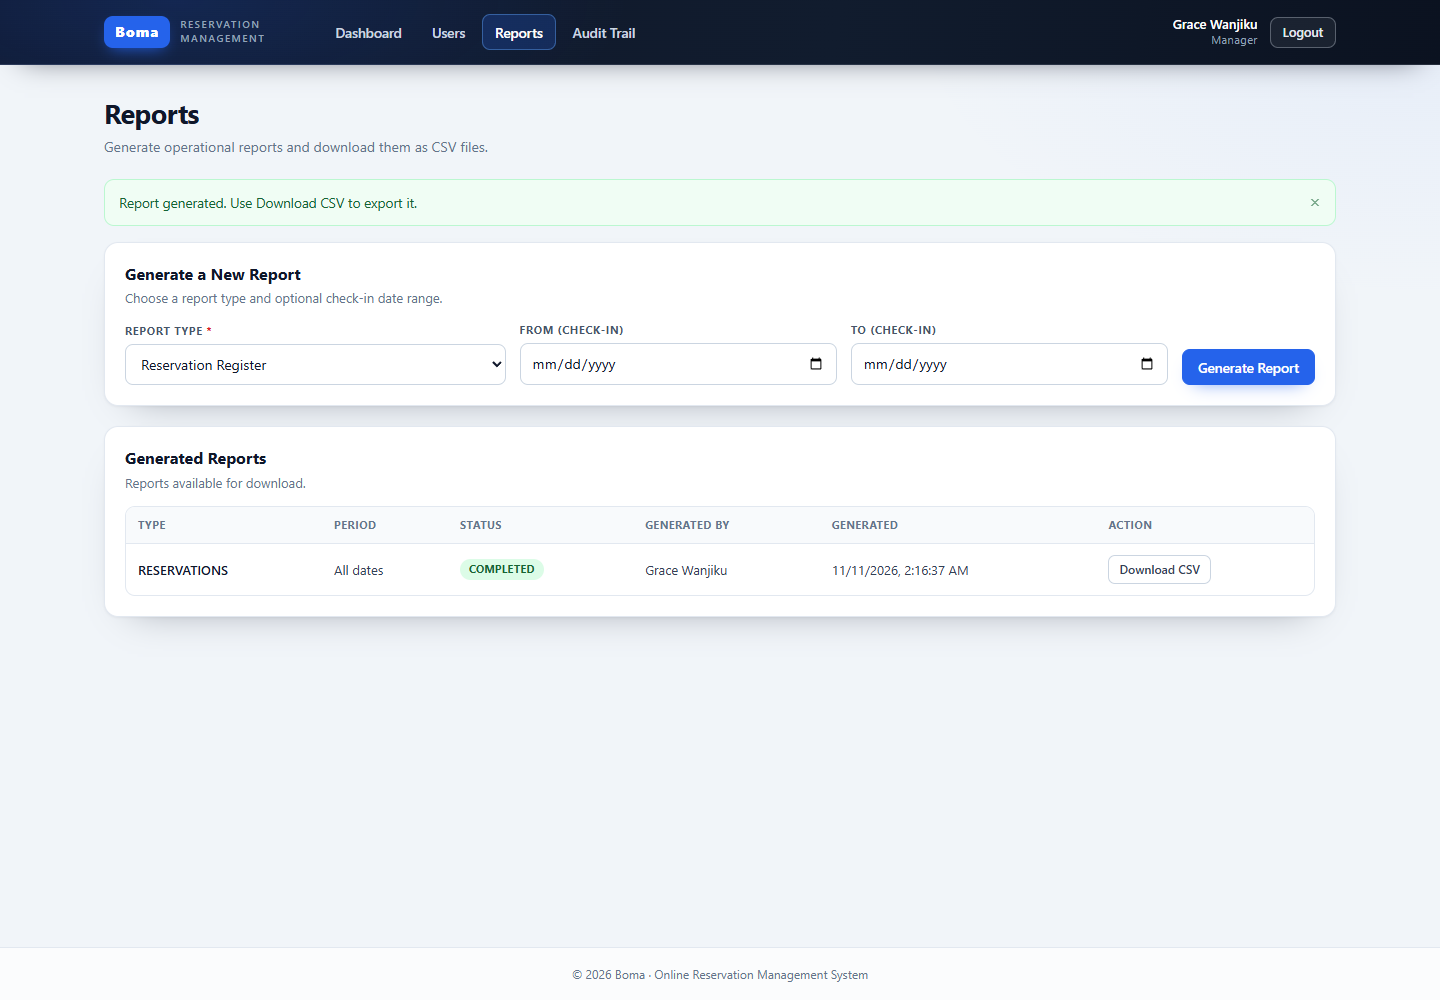 Boma
RESERVATION
MANAGEMENT
Dashboard
Users
Reports
Audit Trail
Grace Wanjiku
Manager
Logout
Reports
Generate operational reports and download them as CSV files.
Report generated. Use Download CSV to export it.
×
Generate a New Report
Choose a report type and optional check-in date range.
REPORT TYPE *
FROM (CHECK-IN)
TO (CHECK-IN)
Reservation Register
mm/dd/yyyy
mm/dd/yyyy
Generate Report
Generated Reports
Reports available for download.
TYPE PERIOD STATUS GENERATED BY GENERATED ACTION
RESERVATIONS All dates COMPLETED Grace Wanjiku 11/11/2026, 2:16:37 AM Download CSV
© 2026 Boma · Online Reservation Management System